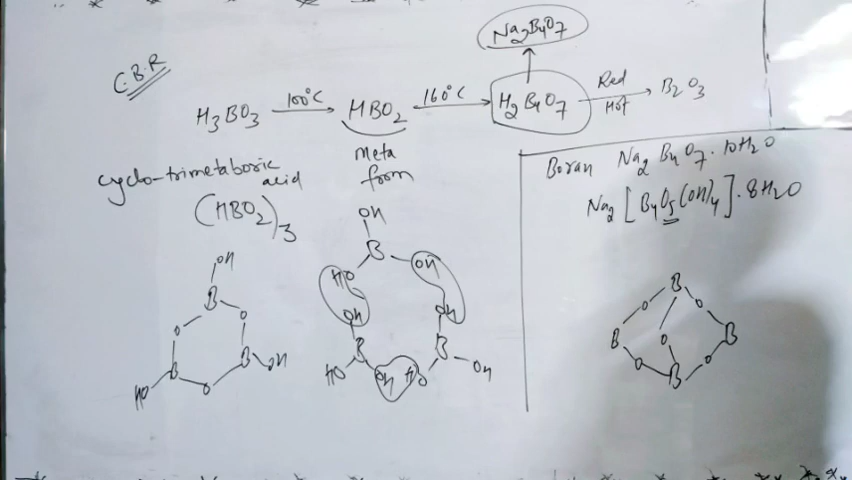 Na2B4O7
C.B.R
H3BO3 100°C HBO2 160°C H2B4O7 Red Hot B2O3
cyclo-trimetaboric acid
(HBO2)3
meta form
Boran Na2B4O7.10H2O
Na2[B4O5(OH)4].8H2O
OH
B
O O
B B OH
HO O
OH
B
HO OH
OH OH
B B
HO OH HO OH
B
O O
B O B
O O
B